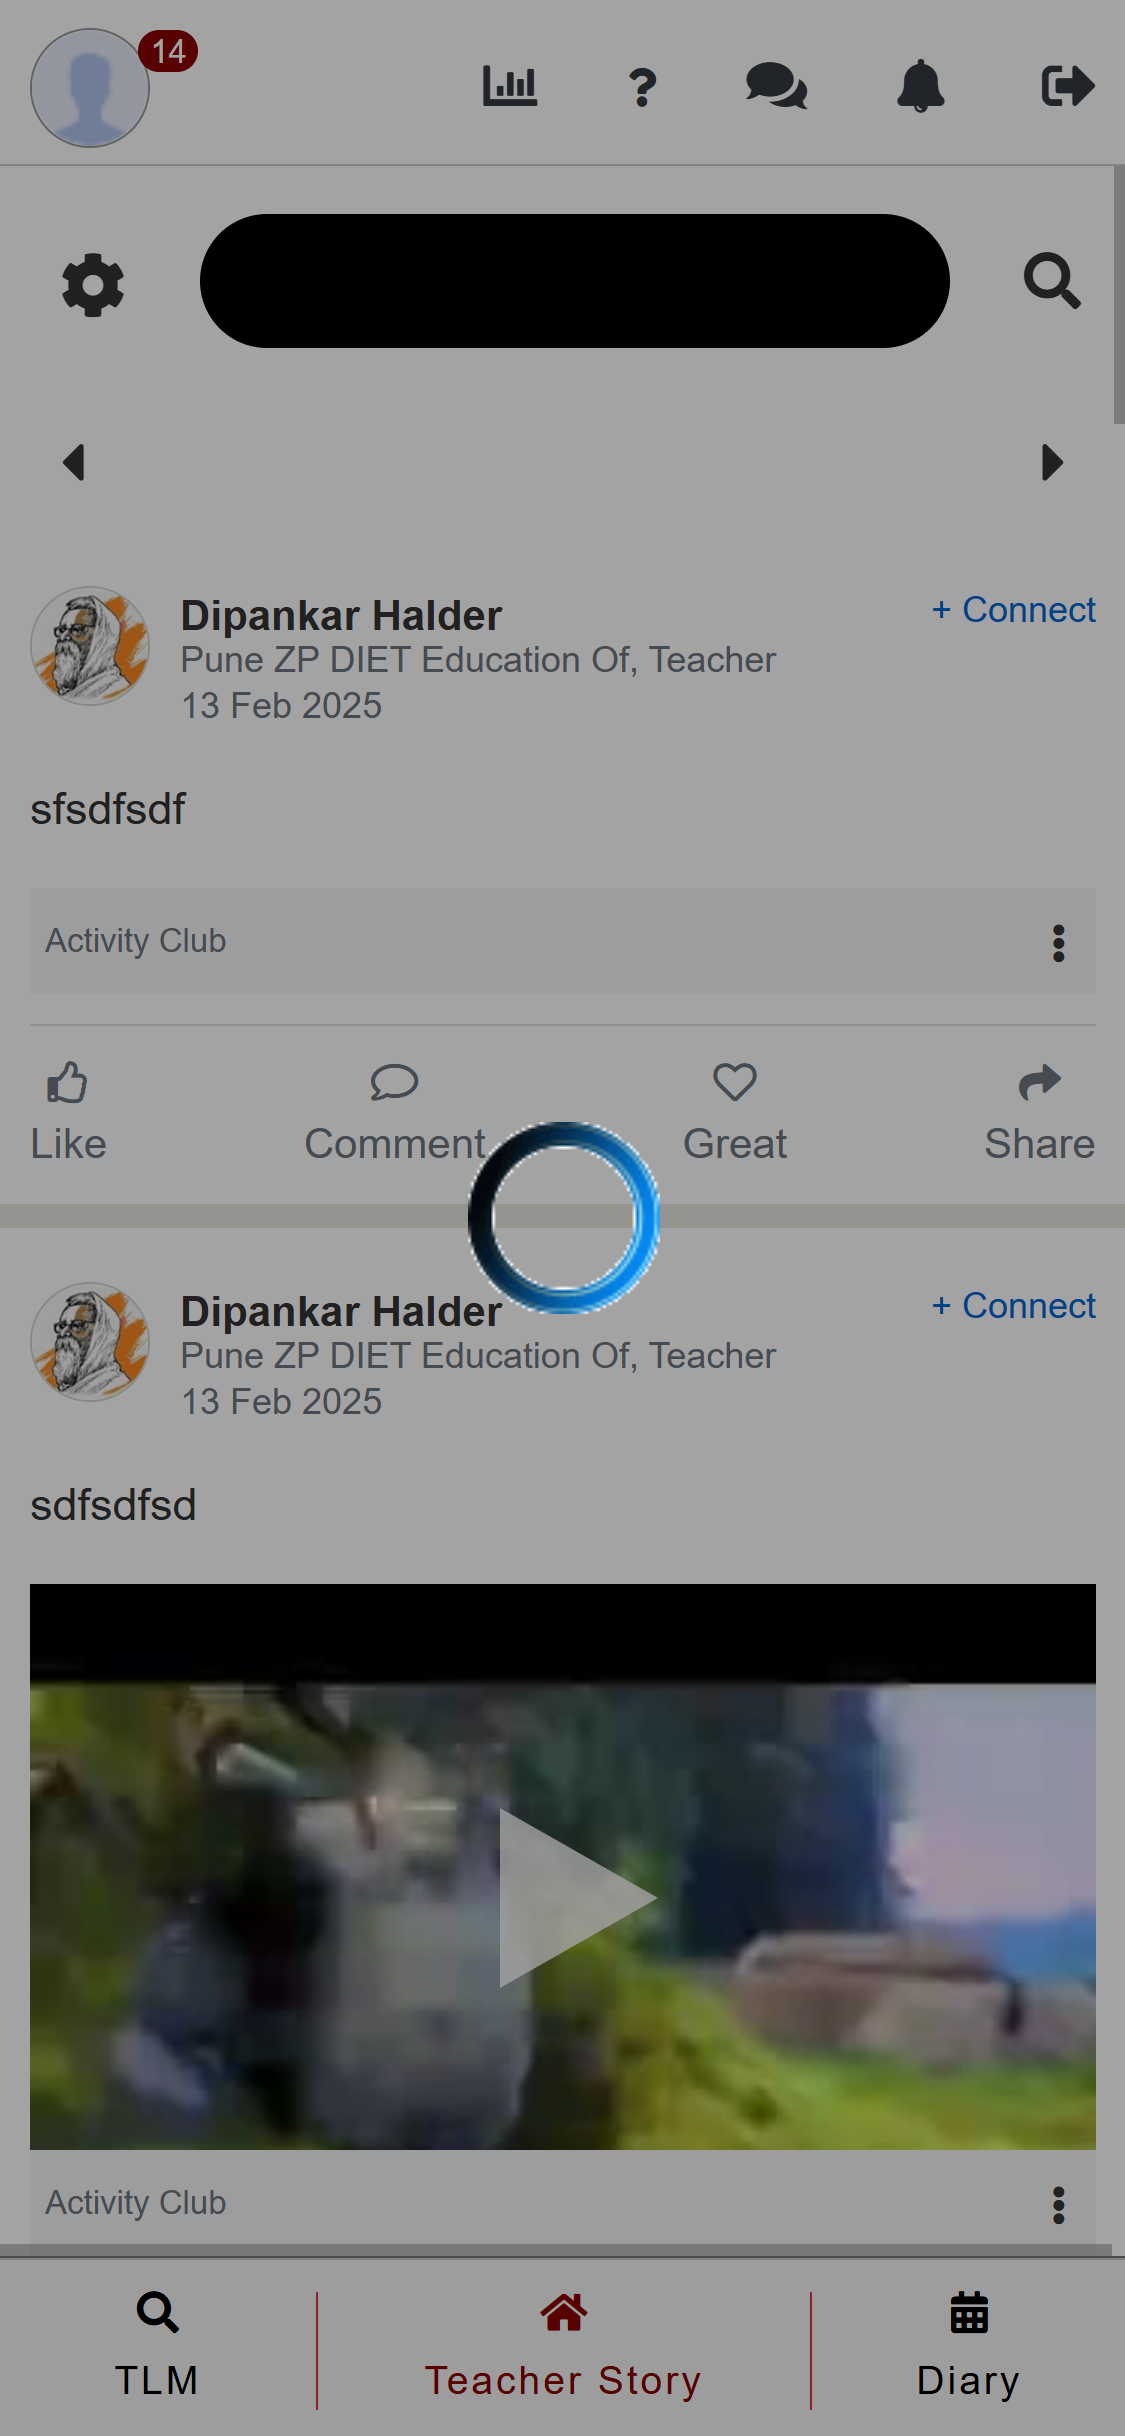 14
Dipankar Halder
+ Connect
Pune ZP DIET Education Of, Teacher
13 Feb 2025
sfsdfsdf
Activity Club
Like
Comment
Great
Share
Dipankar Halder
+ Connect
Pune ZP DIET Education Of, Teacher
13 Feb 2025
sdfsdfsd
Activity Club
TLM
Teacher Story
Diary